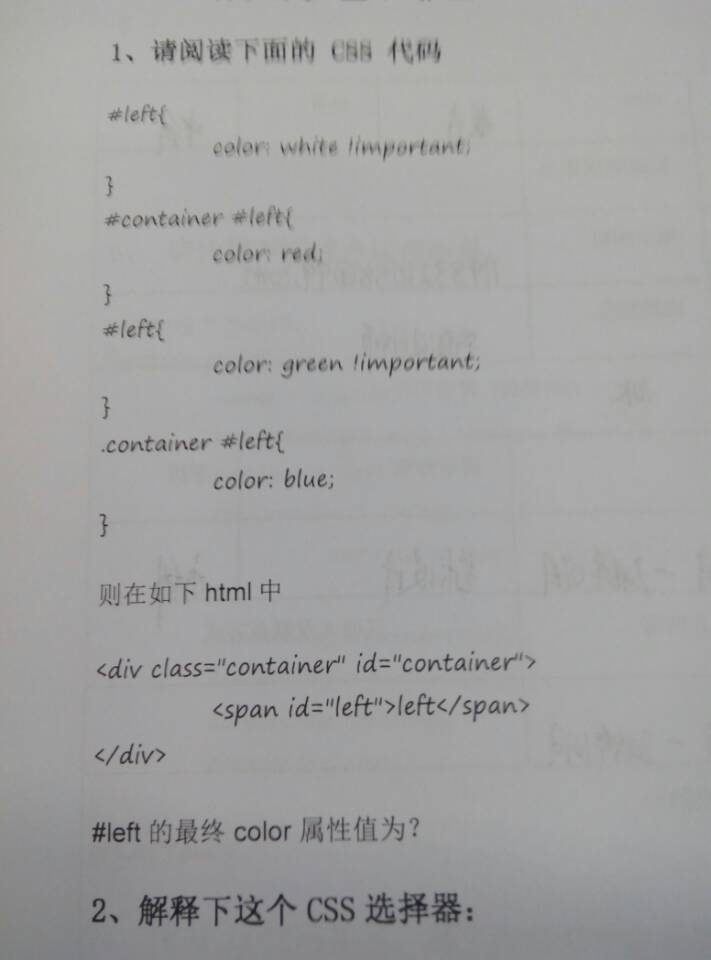 1、请阅读下面的 CSS 代码
#left{
color: white !important;
}
#container #left{
color: red;
}
#left{
color: green !important;
}
.container #left{
color: blue;
}
则在如下 html 中
<div class="container" id="container">
<span id="left">left</span>
</div>
#left 的最终 color 属性值为?
2、解释下这个 CSS 选择器: